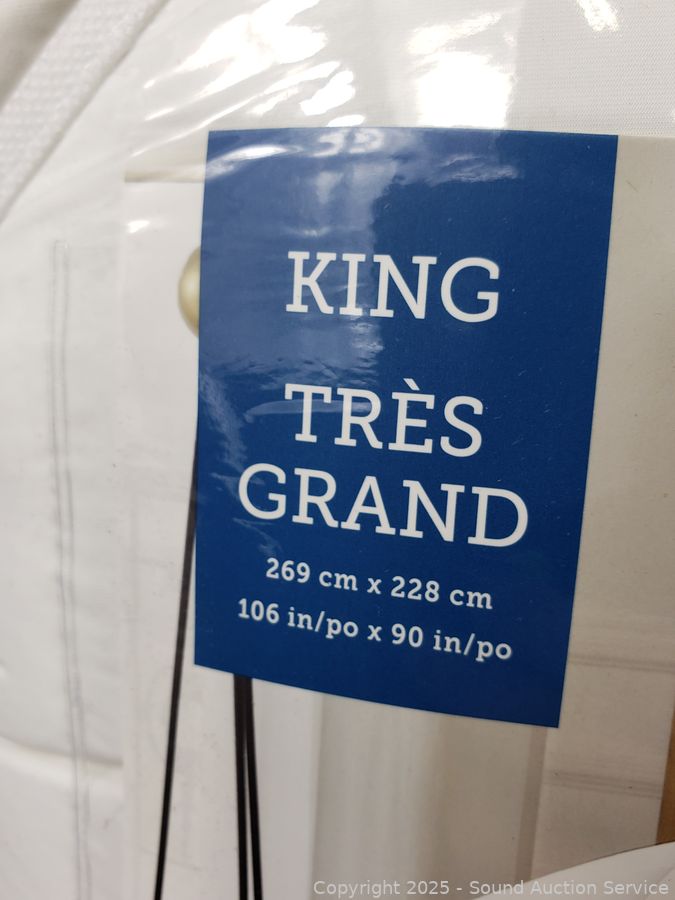 KING
TRÈS
GRAND
269 cm x 228 cm
106 in/po x 90 in/po
Copyright 2025 - Sound Auction Service